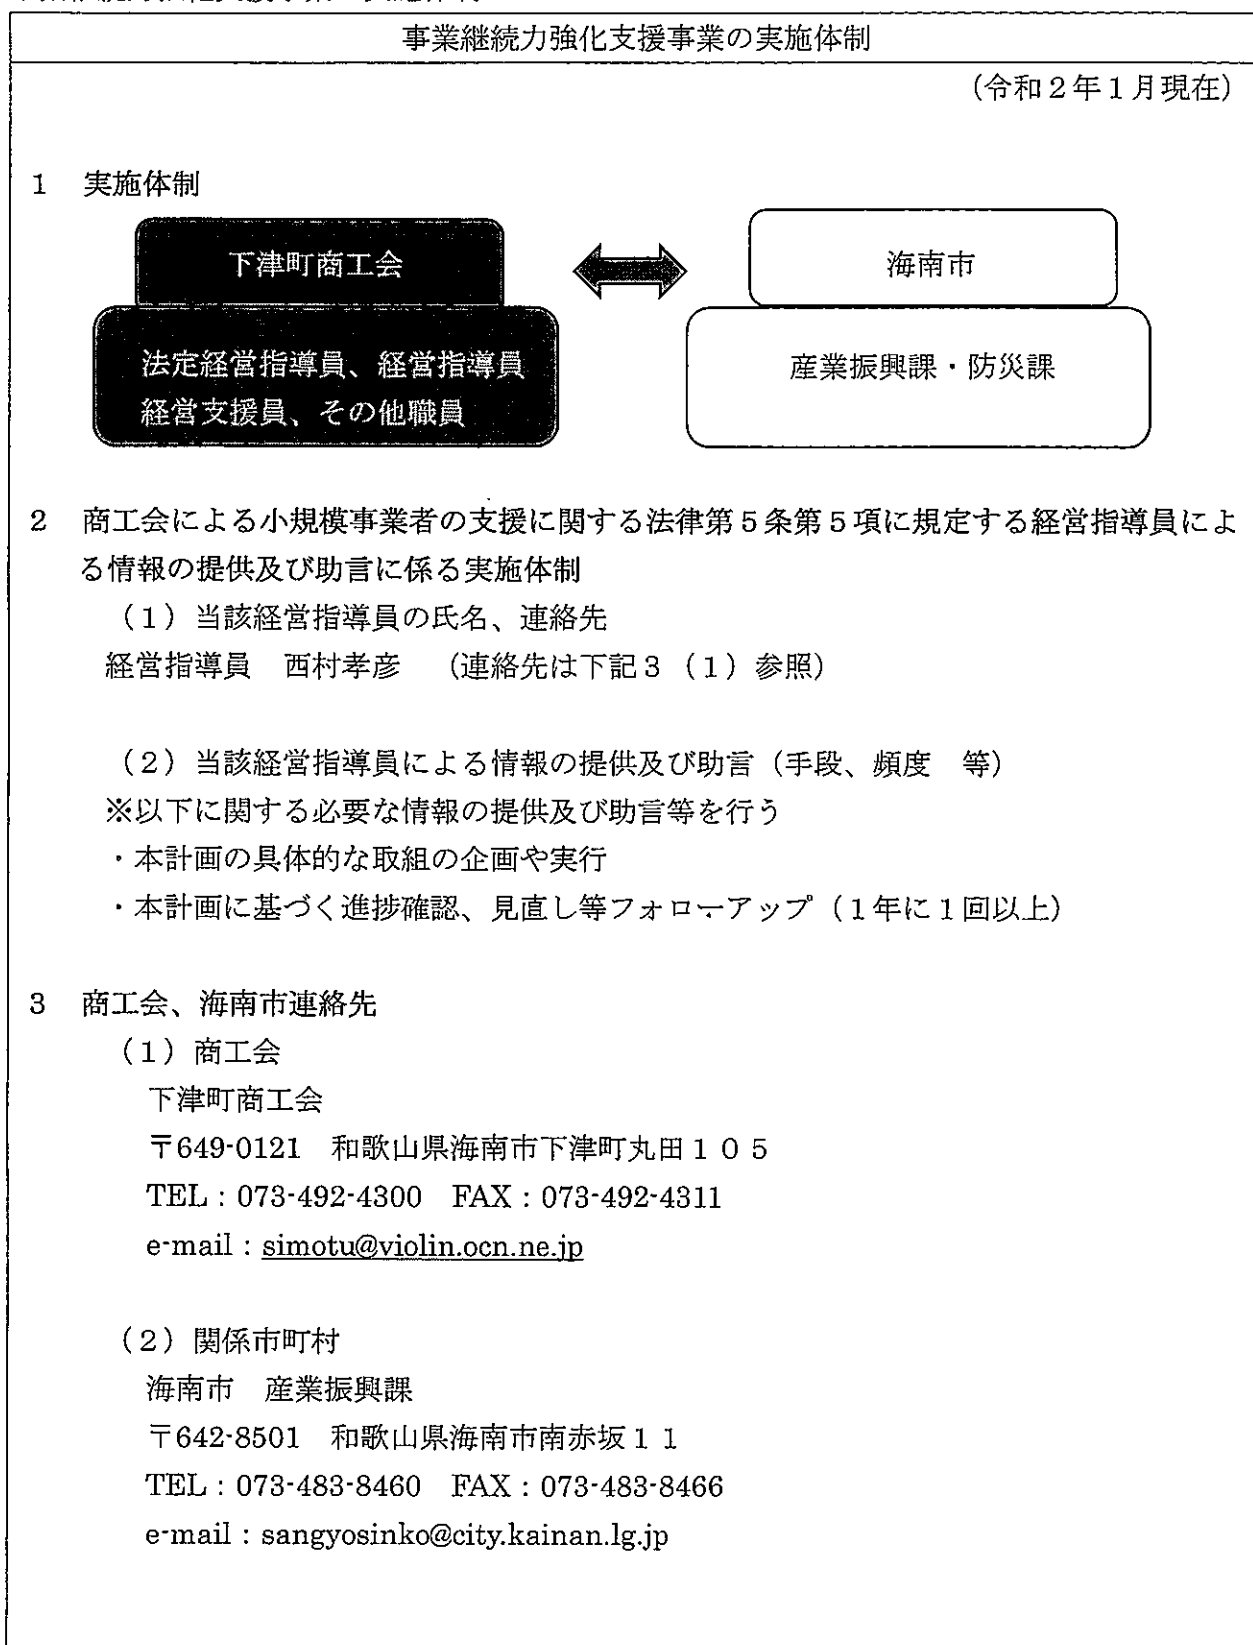 事業継続力強化支援事業の実施体制
（令和２年１月現在）
１　実施体制
下津町商工会
海南市
法定経営指導員、経営指導員
経営支援員、その他職員
産業振興課・防災課
２　商工会による小規模事業者の支援に関する法律第５条第５項に規定する経営指導員によ
る情報の提供及び助言に係る実施体制
（１）当該経営指導員の氏名、連絡先
経営指導員　西村孝彦　（連絡先は下記３（１）参照）
（２）当該経営指導員による情報の提供及び助言（手段、頻度　等）
※以下に関する必要な情報の提供及び助言等を行う
・本計画の具体的な取組の企画や実行
・本計画に基づく進捗確認、見直し等フォローアップ（１年に１回以上）
３　商工会、海南市連絡先
（１）商工会
下津町商工会
〒649-0121　和歌山県海南市下津町丸田１０５
TEL：073-492-4300　FAX：073-492-4311
e-mail：simotu@violin.ocn.ne.jp
（２）関係市町村
海南市　産業振興課
〒642-8501　和歌山県海南市南赤坂１１
TEL：073-483-8460　FAX：073-483-8466
e-mail：sangyosinko@city.kainan.lg.jp